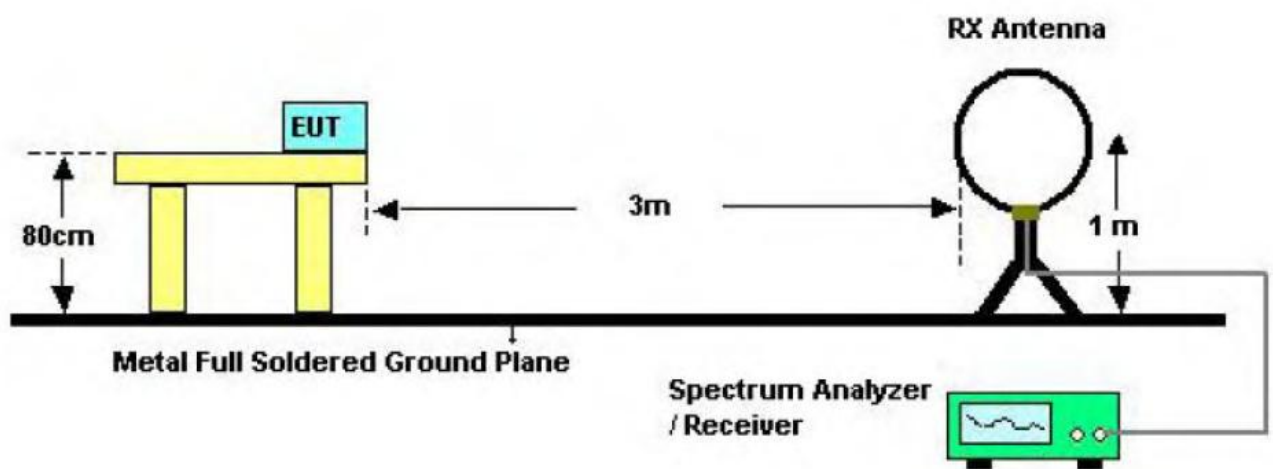 RX Antenna
EUT
80cm
3m
1 m
Metal Full Soldered Ground Plane
Spectrum Analyzer
/ Receiver